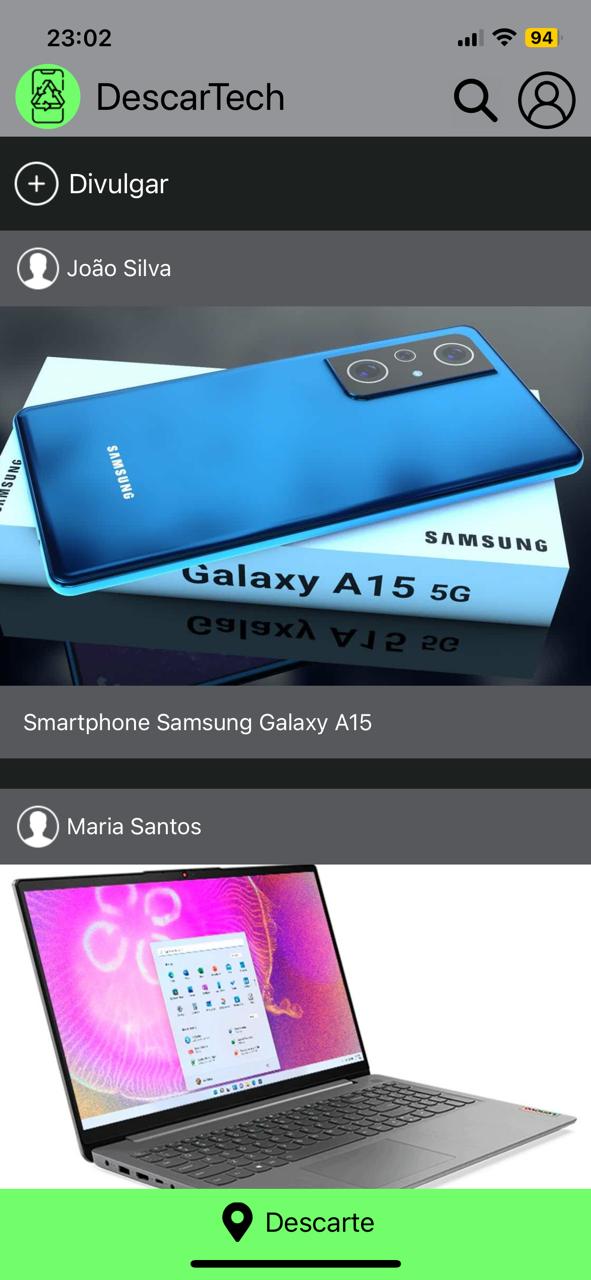 23:02
94
DescarTech
Divulgar
João Silva
SAMSUNG
SAMSUNG
SAMSUNG
Galaxy A15 5G
Galaxy A15 5G
Smartphone Samsung Galaxy A15
Maria Santos
Descarte